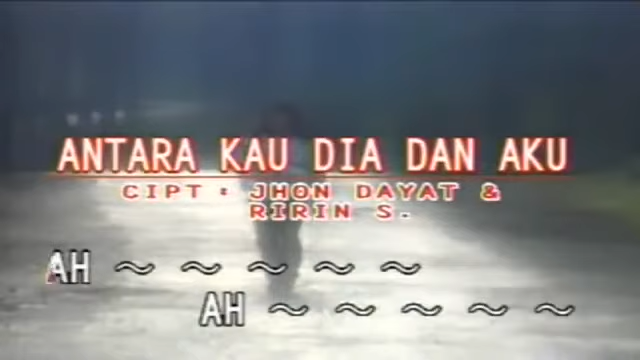 ANTARA KAU DIA DAN AKU
CIPT : JHON DAYAT &
RIRIN S.
AH ~ ~ ~ ~ ~
AH ~ ~ ~ ~ ~